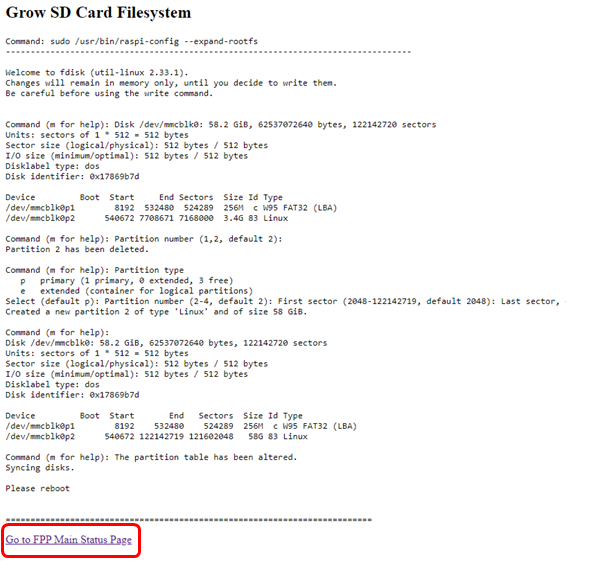 Grow SD Card Filesystem
Command: sudo /usr/bin/raspi-config --expand-rootfs
----------------------------------------------------------------------------------
Welcome to fdisk (util-linux 2.33.1).
Changes will remain in memory only, until you decide to write them.
Be careful before using the write command.
Command (m for help): Disk /dev/mmcblk0: 58.2 GiB, 62537072640 bytes, 122142720 sectors
Units: sectors of 1 * 512 = 512 bytes
Sector size (logical/physical): 512 bytes / 512 bytes
I/O size (minimum/optimal): 512 bytes / 512 bytes
Disklabel type: dos
Disk identifier: 0x17869b7d
Device         Boot  Start     End Sectors  Size Id Type
/dev/mmcblk0p1        8192  532480  524289  256M  c W95 FAT32 (LBA)
/dev/mmcblk0p2      540672 7708671 7168000  3.4G 83 Linux
Command (m for help): Partition number (1,2, default 2):
Partition 2 has been deleted.
Command (m for help): Partition type
   p   primary (1 primary, 0 extended, 3 free)
   e   extended (container for logical partitions)
Select (default p): Partition number (2-4, default 2): First sector (2048-122142719, default 2048): Last sector,
Created a new partition 2 of type 'Linux' and of size 58 GiB.
Command (m for help):
Disk /dev/mmcblk0: 58.2 GiB, 62537072640 bytes, 122142720 sectors
Units: sectors of 1 * 512 = 512 bytes
Sector size (logical/physical): 512 bytes / 512 bytes
I/O size (minimum/optimal): 512 bytes / 512 bytes
Disklabel type: dos
Disk identifier: 0x17869b7d
Device         Boot  Start       End   Sectors  Size Id Type
/dev/mmcblk0p1        8192    532480    524289  256M  c W95 FAT32 (LBA)
/dev/mmcblk0p2      540672 122142719 121602048   58G 83 Linux
Command (m for help): The partition table has been altered.
Syncing disks.
Please reboot
==========================================================================
Go to FPP Main Status Page